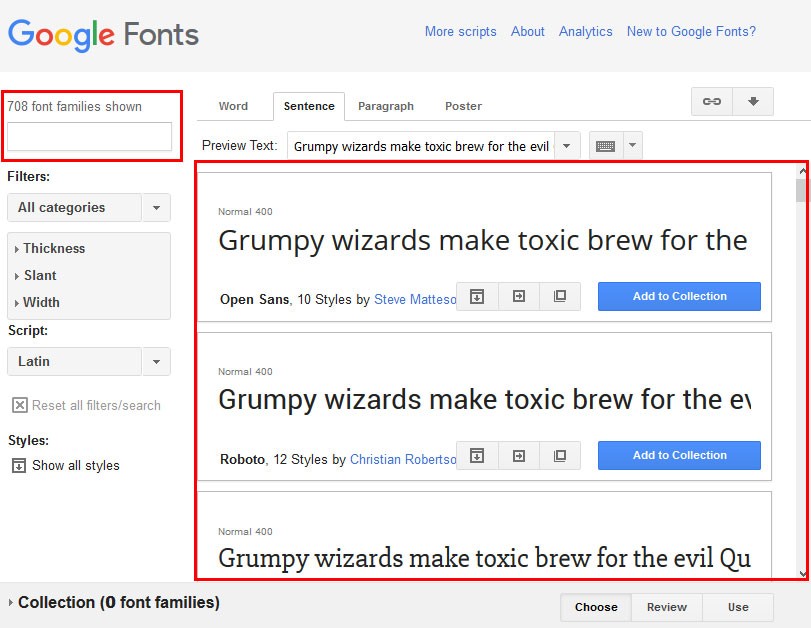 Google Fonts
More scripts About Analytics New to Google Fonts?
708 font families shown
Word Sentence Paragraph Poster
Preview Text: Grumpy wizards make toxic brew for the evil
Filters:
All categories
Thickness
Slant
Width
Script:
Latin
Reset all filters/search
Styles:
Show all styles
Normal 400
Grumpy wizards make toxic brew for the
Open Sans, 10 Styles by Steve Matteso
Add to Collection
Normal 400
Grumpy wizards make toxic brew for the ev
Roboto, 12 Styles by Christian Robertso
Add to Collection
Normal 400
Grumpy wizards make toxic brew for the evil Qu
Collection (0 font families)
Choose Review Use